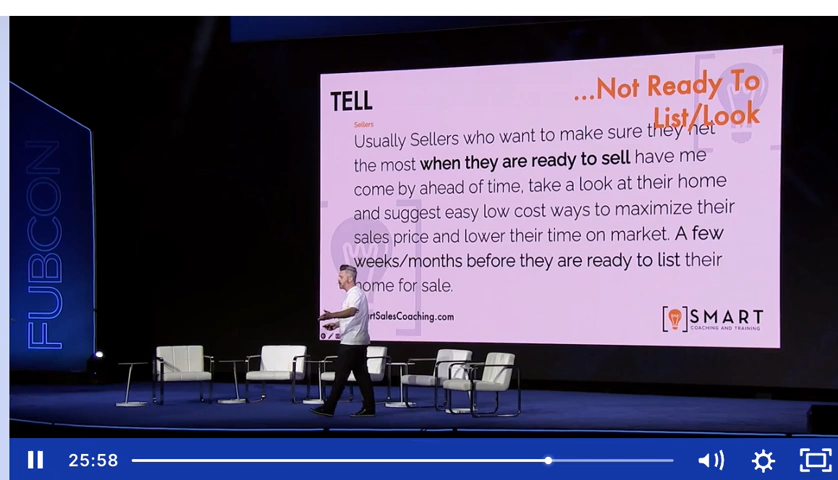 TELL
...Not Ready To
List/Look
Sellers
Usually Sellers who want to make sure they net
the most when they are ready to sell have me
come by ahead of time, take a look at their home
and suggest easy low cost ways to maximize their
sales price and lower their time on market. A few
weeks/months before they are ready to list their
home for sale.
rtSalesCoaching.com
[ ]SMART
COACHING AND TRAINING
FUBCON
25:58